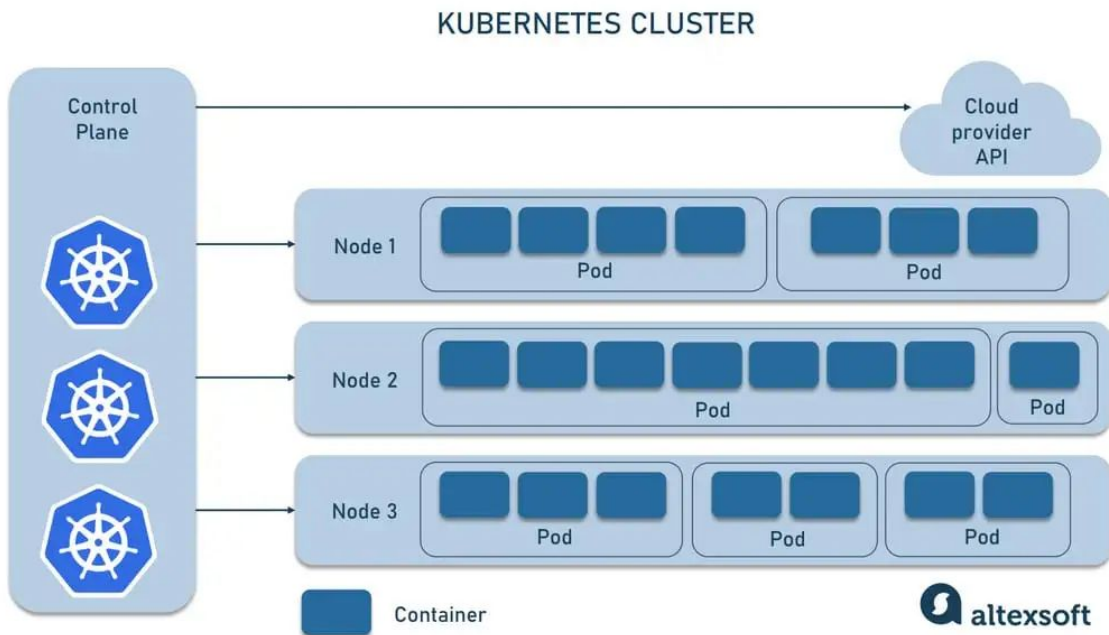 KUBERNETES CLUSTER
Control
Plane
Cloud
provider
API
Node 1
Pod
Pod
Node 2
Pod
Pod
Node 3
Pod
Pod
Pod
Container
altexsoft